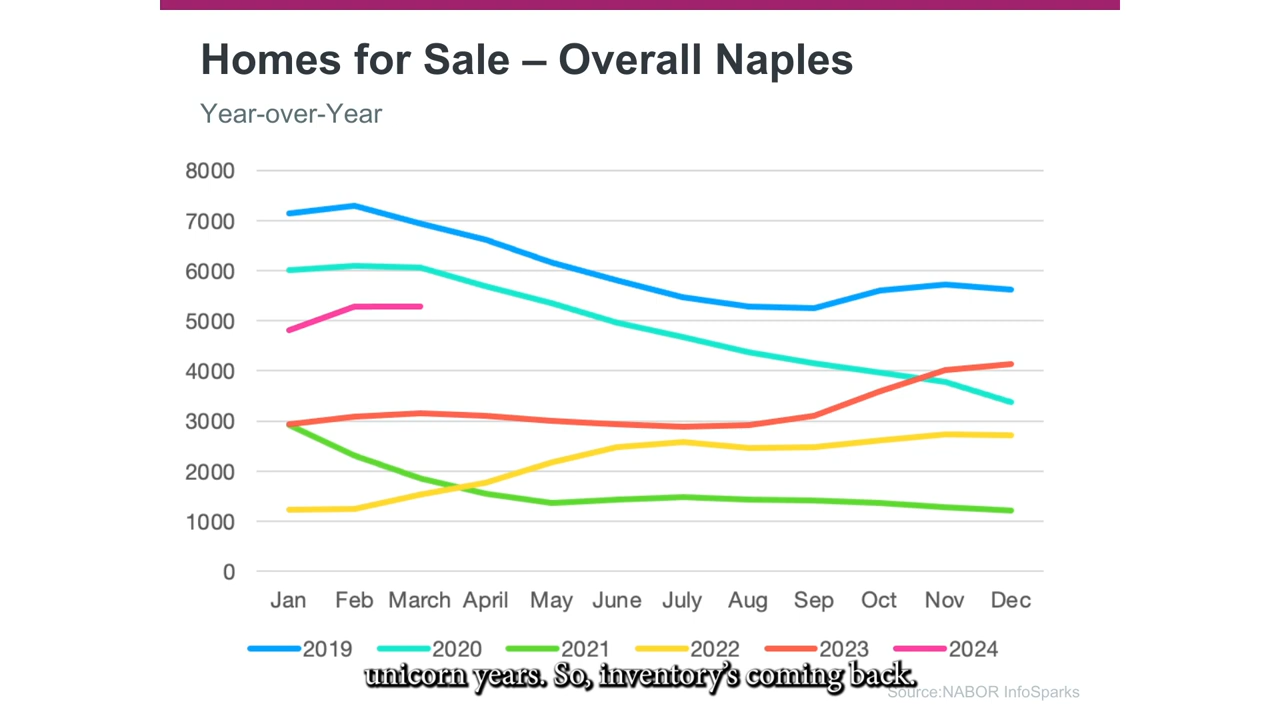 Homes for Sale – Overall Naples
Year-over-Year
8000
7000
6000
5000
4000
3000
2000
1000
0
Jan Feb March April May June July Aug Sep Oct Nov Dec
2019 2020 2021 2022 2023 2024
unicorn years. So, inventory's coming back.
Source:NABOR InfoSparks